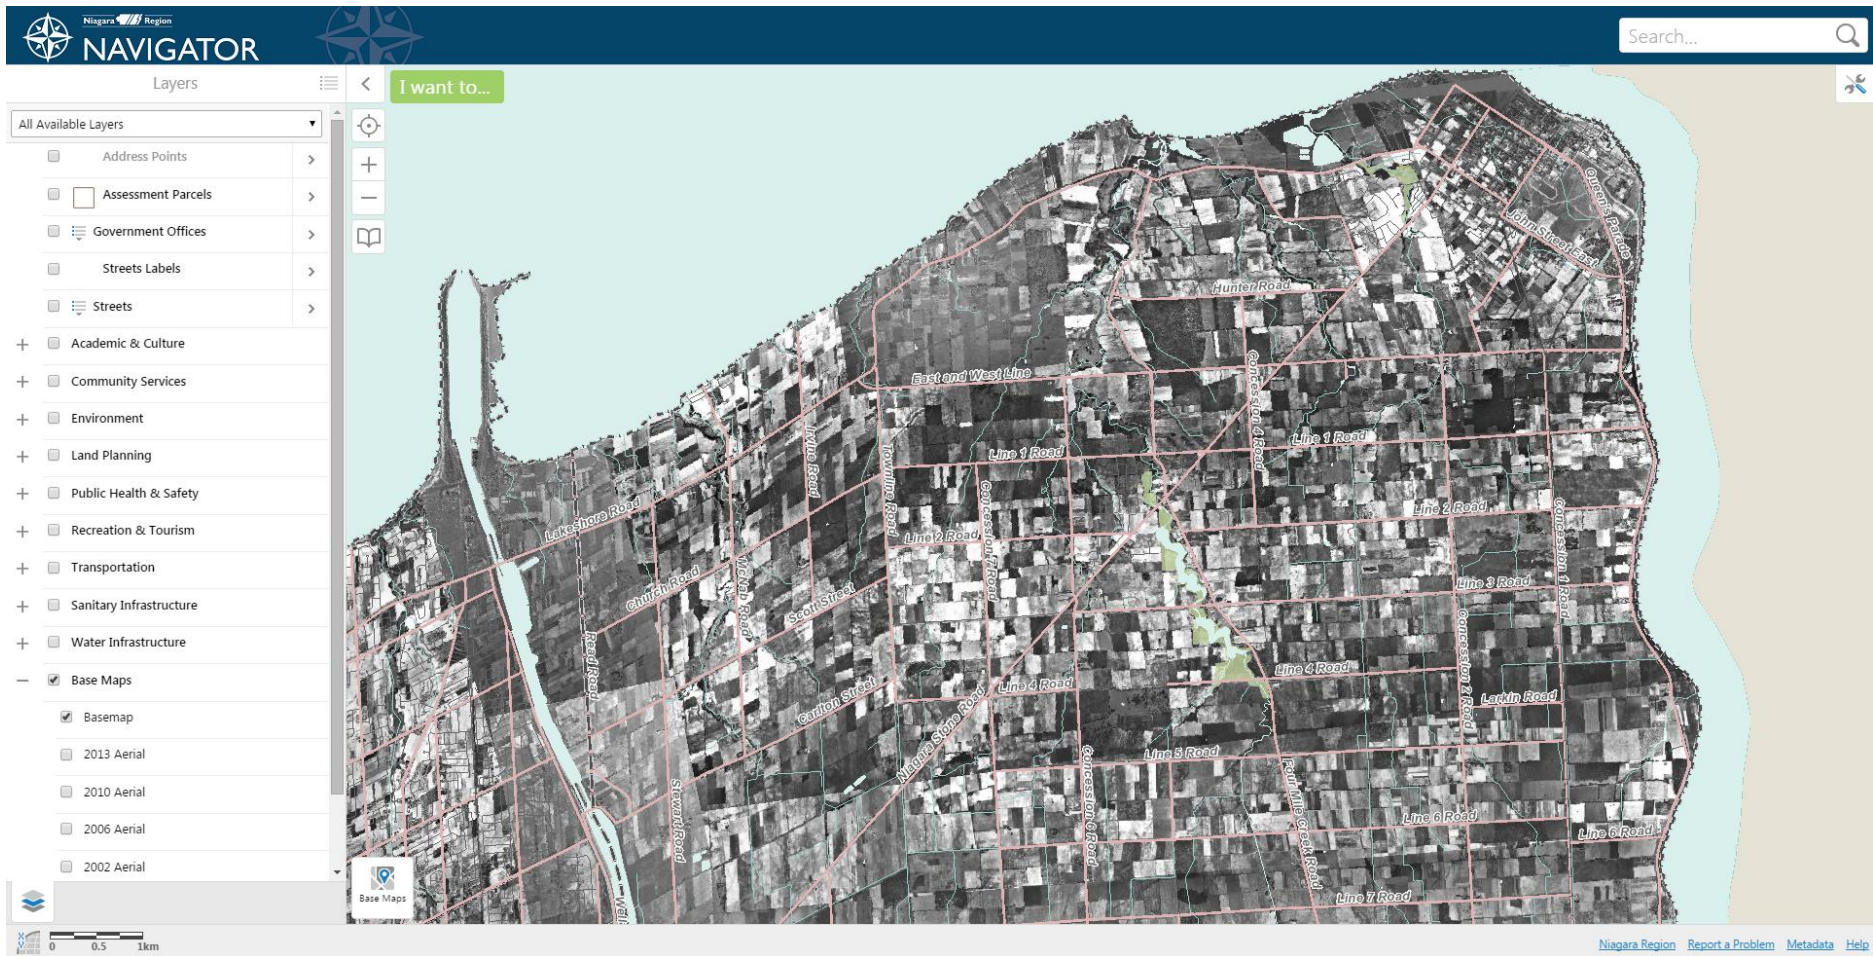 Niagara Region
NAVIGATOR
Search...
Layers
I want to...
All Available Layers
Address Points
Assessment Parcels
Government Offices
Streets Labels
Streets
Academic & Culture
Community Services
Environment
Land Planning
Public Health & Safety
Recreation & Tourism
Transportation
Sanitary Infrastructure
Water Infrastructure
Base Maps
Basemap
2013 Aerial
2010 Aerial
2006 Aerial
2002 Aerial
Queen's Parade
John Street East
Hunter Road
East and West Line
Concession 4 Road
Irvine Road
Line 1 Road
Line 1 Road
Townline Road
Concession 7 Road
Lakeshore Road
Line 2 Road
Line 2 Road
Concession 1 Road
Church Road
McNab Road
Scott Street
Line 3 Road
Read Road
Concession 2 Road
Line 4 Road
Line 4 Road
Carlton Street
Larkin Road
Niagara Stone Road
Line 5 Road
Stewart Road
Concession 6 Road
Four Mile Creek Road
Line 6 Road
Line 6 Road
Line 7 Road
Base Maps
X Y
0 0.5 1km
Niagara Region Report a Problem Metadata Help